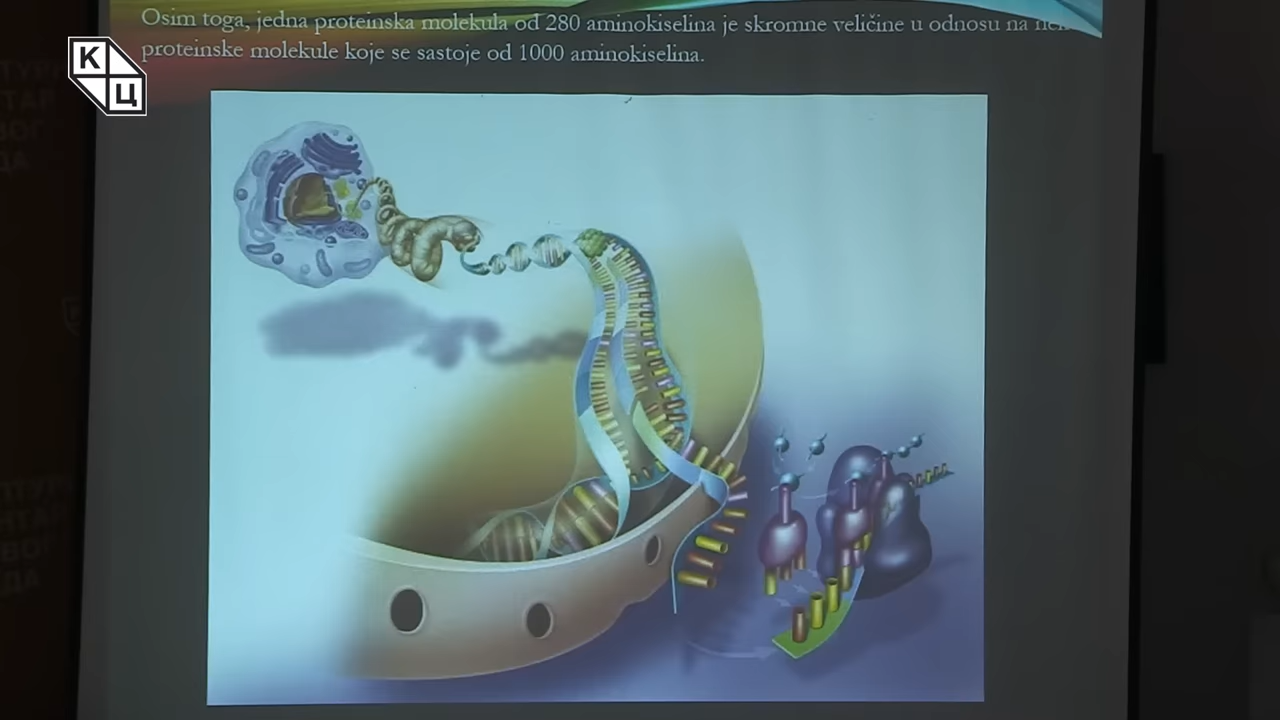 Osim toga, jedna proteinska molekula od 280 aminokiselina je skromne veličine u odnosu na
proteinske molekule koje se sastoje od 1000 aminokiselina.
К
Ц